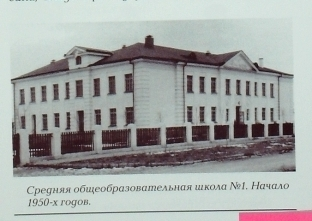 Средняя общеобразовательная школа №1. Начало
1950-х годов.